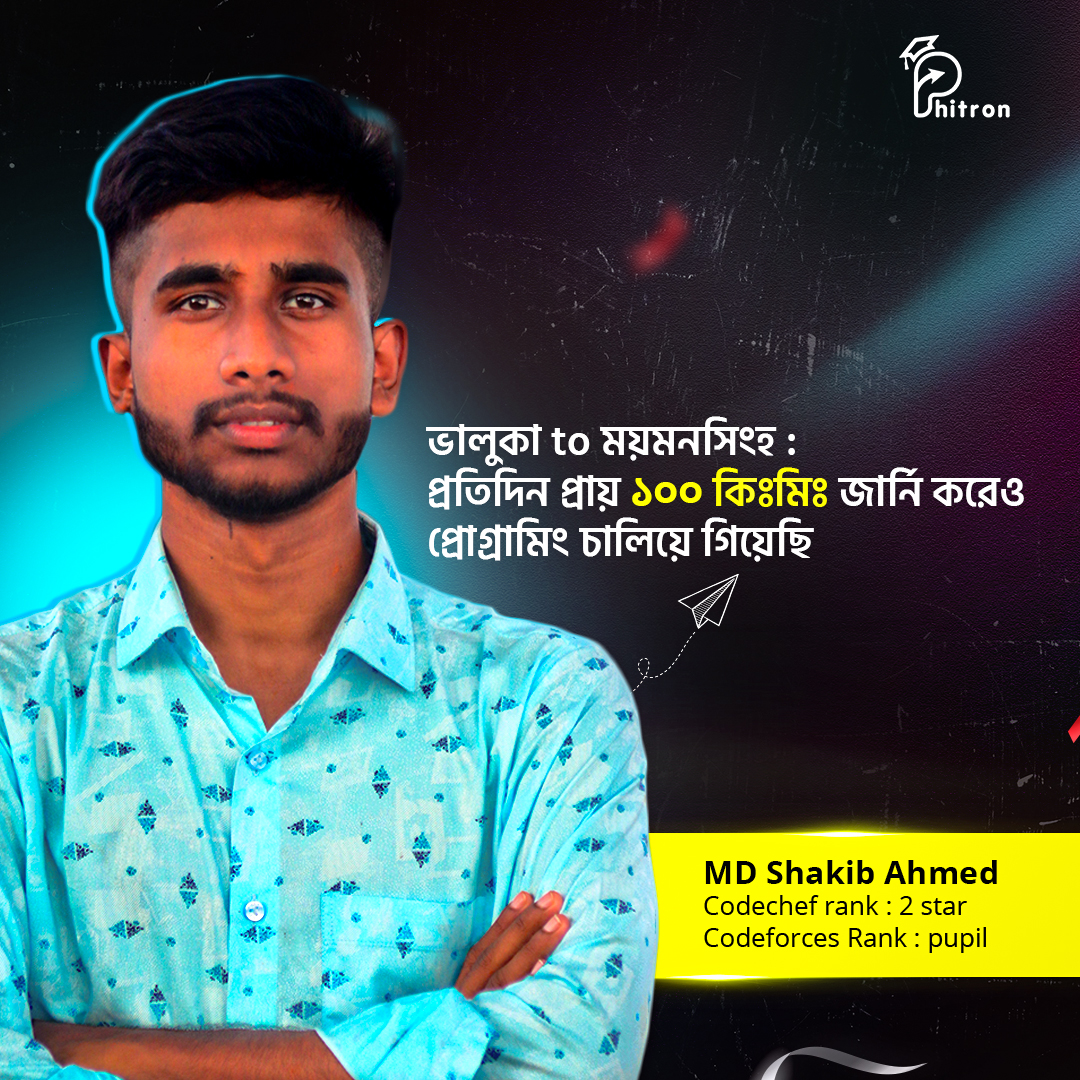 Phitron
ভালুকা to ময়মনসিংহ :
প্রতিদিন প্রায় ১০০ কিঃমিঃ জার্নি করেও
প্রোগ্রামিং চালিয়ে গিয়েছি
MD Shakib Ahmed
Codechef rank : 2 star
Codeforces Rank : pupil